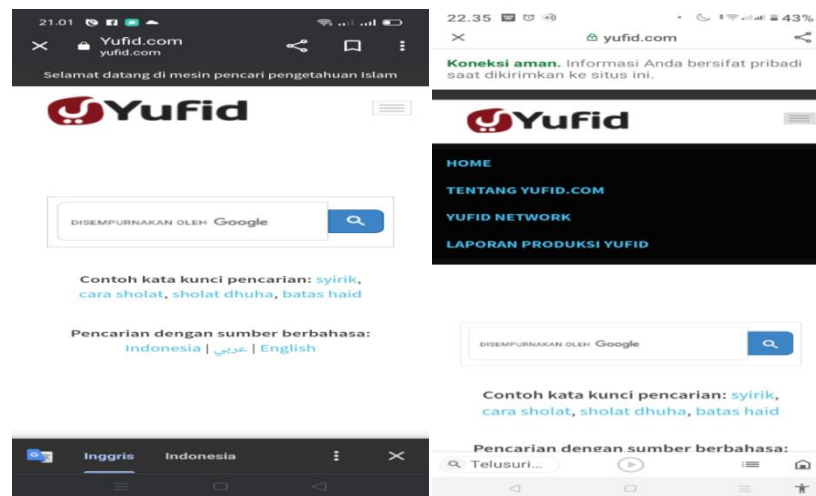 21.01
Yufid.com
yufid.com
Selamat datang di mesin pencari pengetahuan Islam
Yufid
DISEMPURNAKAN OLEH Google
Contoh kata kunci pencarian: syirik,
cara sholat, sholat dhuha, batas haid
Pencarian dengan sumber berbahasa:
Indonesia | عربي | English
Inggris Indonesia
22.35 43%
yufid.com
Koneksi aman. Informasi Anda bersifat pribadi
saat dikirimkan ke situs ini.
Yufid
HOME
TENTANG YUFID.COM
YUFID NETWORK
LAPORAN PRODUKSI YUFID
DISEMPURNAKAN OLEH Google
Contoh kata kunci pencarian: syirik,
cara sholat, sholat dhuha, batas haid
Pencarian dengan sumber berbahasa:
Telusuri...